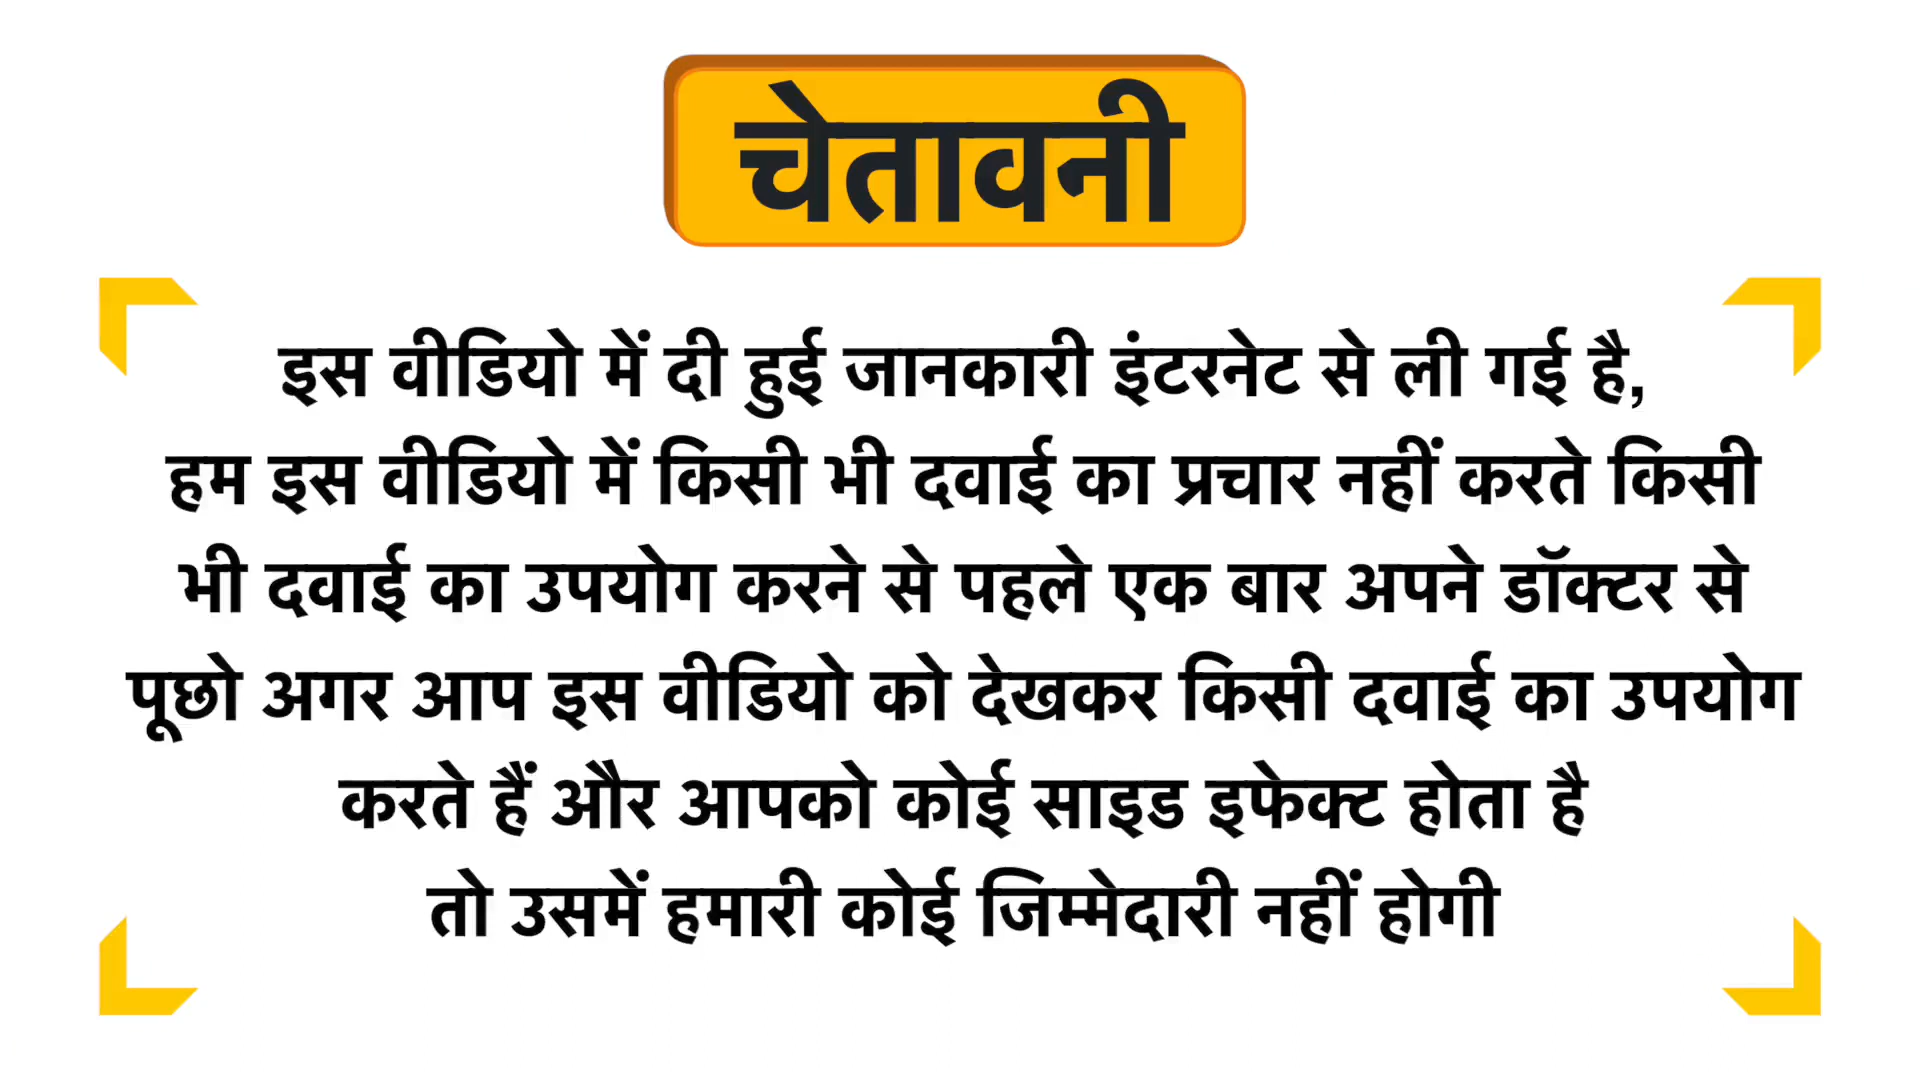 चेतावनी
इस वीडियो में दी हुई जानकारी इंटरनेट से ली गई है,
हम इस वीडियो में किसी भी दवाई का प्रचार नहीं करते किसी
भी दवाई का उपयोग करने से पहले एक बार अपने डॉक्टर से
पूछो अगर आप इस वीडियो को देखकर किसी दवाई का उपयोग
करते हैं और आपको कोई साइड इफेक्ट होता है
तो उसमें हमारी कोई जिम्मेदारी नहीं होगी